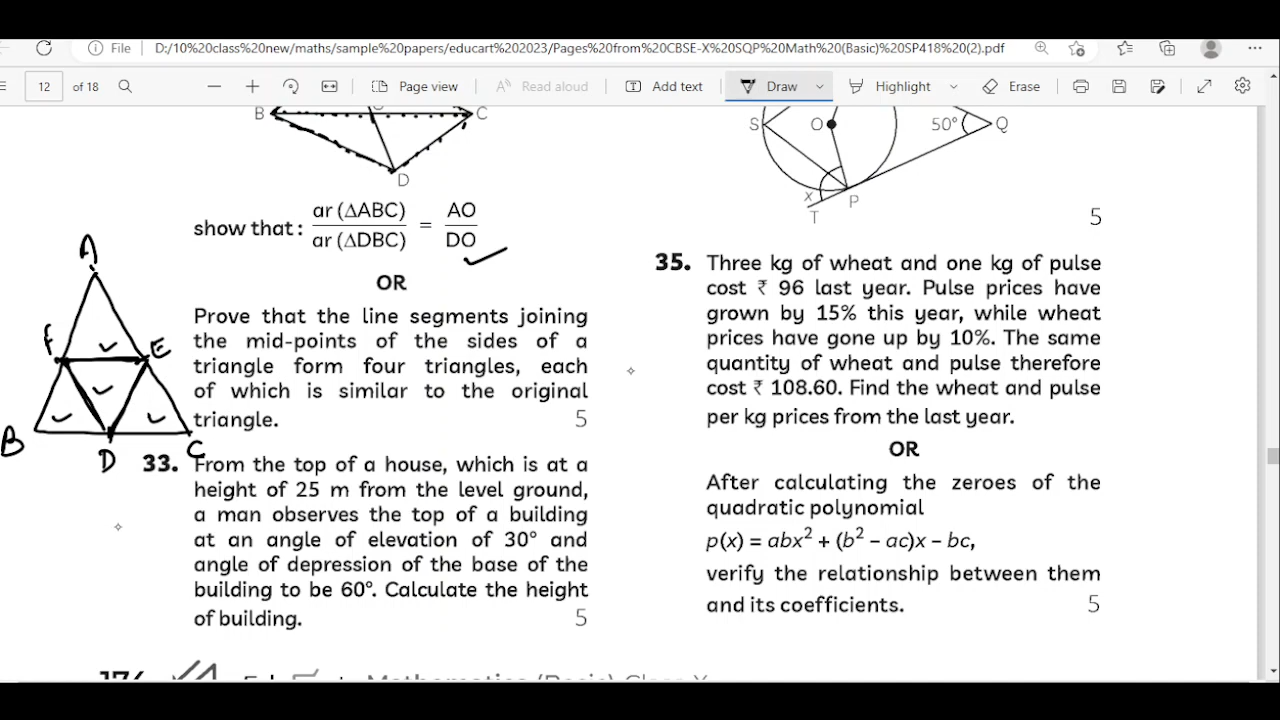 File D:/10%20class%20new/maths/sample%20papers/educart%202023/Pages%20from%20CBSE-X%20SQP%20Math%20(Basic)%20SP418%20(2).pdf
12 of 18 Page view Read aloud Add text Draw Highlight Erase
B C
D
show that : ar (∆ABC) / ar (∆DBC) = AO / DO
OR
Prove that the line segments joining
the mid-points of the sides of a
triangle form four triangles, each
of which is similar to the original
triangle. 5
A
F E
B D C
33. From the top of a house, which is at a
height of 25 m from the level ground,
a man observes the top of a building
at an angle of elevation of 30° and
angle of depression of the base of the
building to be 60°. Calculate the height
of building. 5
S O 50° Q
x
T P
5
35. Three kg of wheat and one kg of pulse
cost ₹ 96 last year. Pulse prices have
grown by 15% this year, while wheat
prices have gone up by 10%. The same
quantity of wheat and pulse therefore
cost ₹ 108.60. Find the wheat and pulse
per kg prices from the last year.
OR
After calculating the zeroes of the
quadratic polynomial
p(x) = abx² + (b² – ac)x – bc,
verify the relationship between them
and its coefficients. 5
Mathematics (Basic) Class X